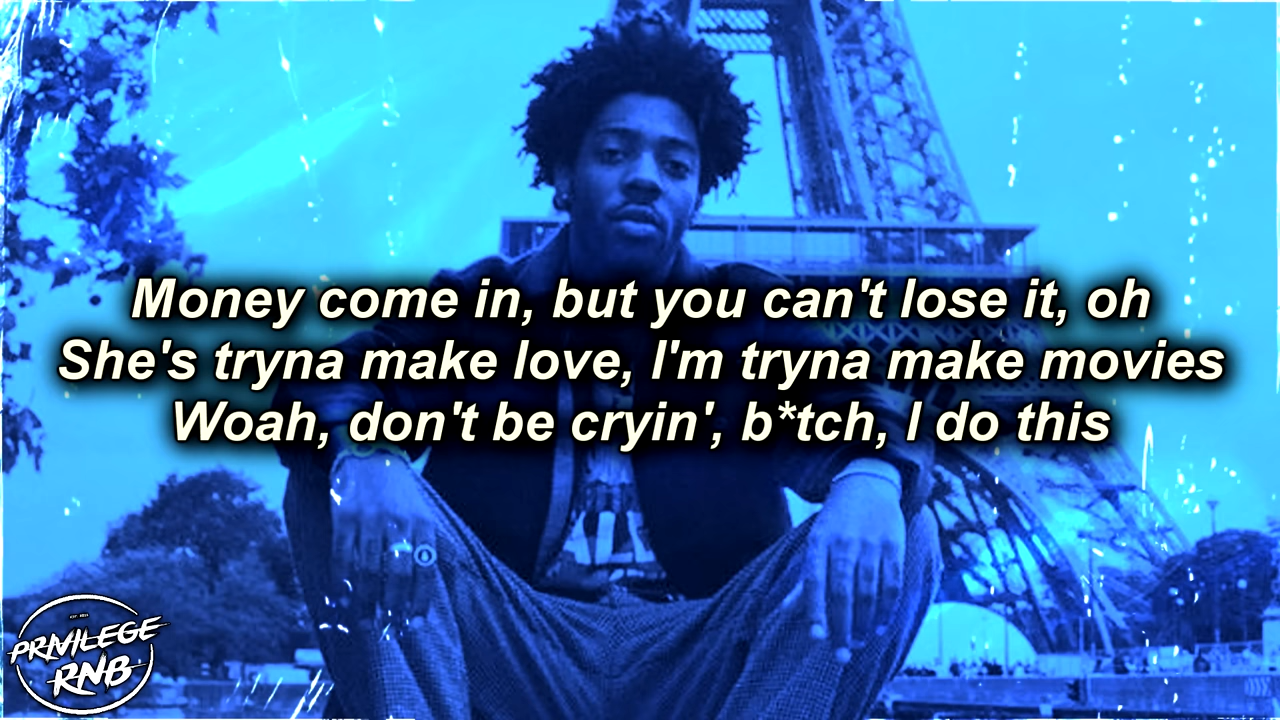 Money come in, but you can't lose it, oh
She's tryna make love, I'm tryna make movies
Woah, don't be cryin', b*tch, I do this
PRIVILEGE
RNB